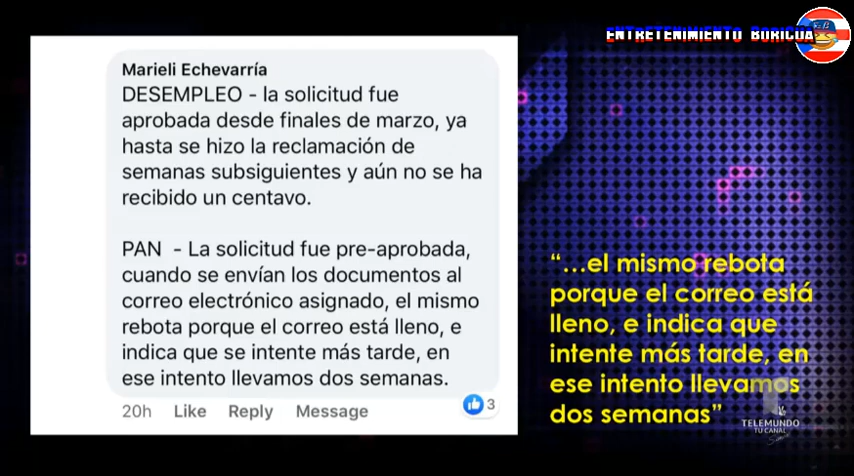 ENTRETENIMIENTO BORICUA
Marieli Echevarría
DESEMPLEO - la solicitud fue
aprobada desde finales de marzo, ya
hasta se hizo la reclamación de
semanas subsiguientes y aún no se ha
recibido un centavo.
PAN - La solicitud fue pre-aprobada,
cuando se envían los documentos al
correo electrónico asignado, el mismo
rebota porque el correo está lleno, e
indica que se intente más tarde, en
ese intento llevamos dos semanas.
20h Like Reply Message 3
“...el mismo rebota
porque el correo está
lleno, e indica que
intente más tarde, en
ese intento llevamos
dos semanas”
TELEMUNDO
TU CANAL